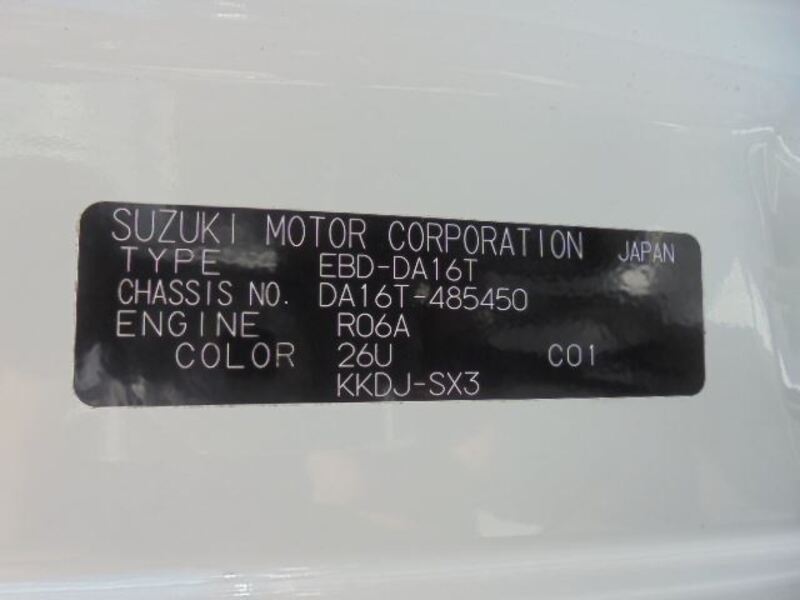 SUZUKI MOTOR CORPORATION JAPAN
TYPE EBD-DA16T
CHASSIS NO. DA16T-485450
ENGINE R06A
COLOR 26U C01
KKDJ-SX3